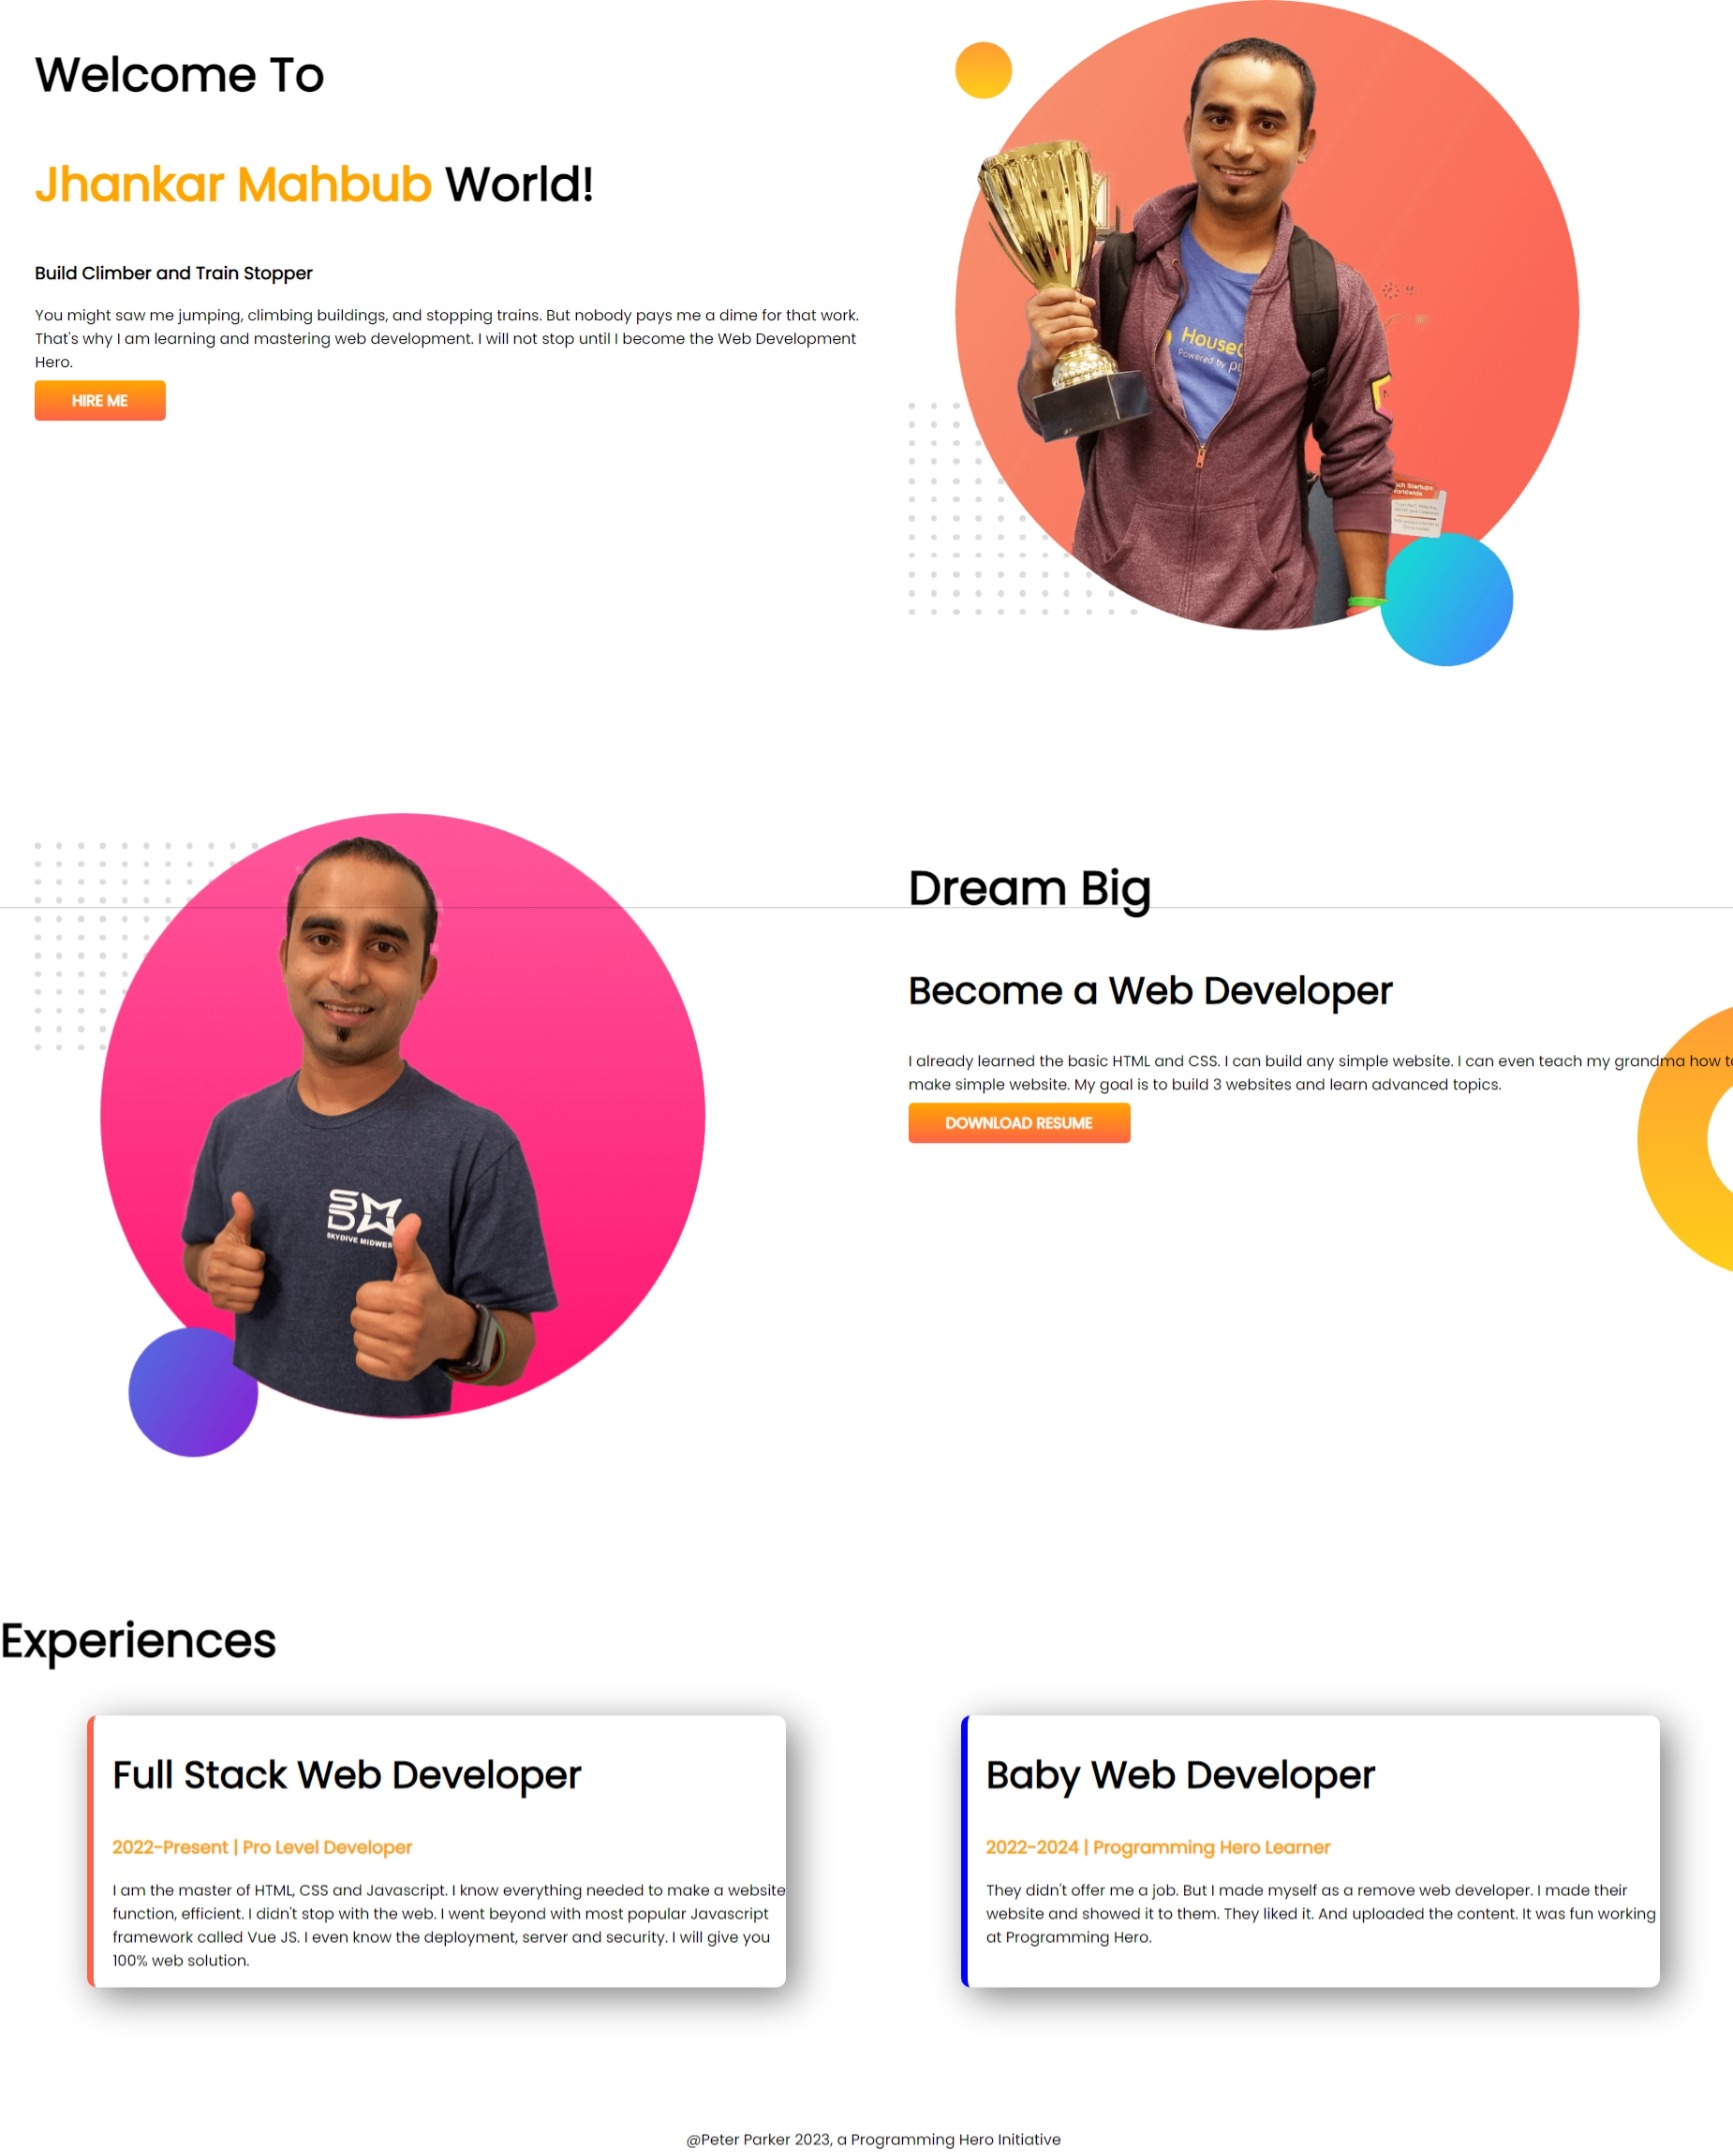 Welcome To
Jhankar Mahbub World!
Build Climber and Train Stopper
You might saw me jumping, climbing buildings, and stopping trains. But nobody pays me a dime for that work.
That's why I am learning and mastering web development. I will not stop until I become the Web Development
Hero.
HIRE ME
Powered by
Dream Big
Become a Web Developer
I already learned the basic HTML and CSS. I can build any simple website. I can even teach my grandma how
make simple website. My goal is to build 3 websites and learn advanced topics.
DOWNLOAD RESUME
SKYDIVE
Experiences
Full Stack Web Developer
2022-Present | Pro Level Developer
I am the master of HTML, CSS and Javascript. I know everything needed to make a website
function, efficient. I didn't stop with the web. I went beyond with most popular Javascript
framework called Vue JS. I even know the deployment, server and security. I will give you
100% web solution.
Baby Web Developer
2022-2024 | Programming Hero Learner
They didn't offer me a job. But I made myself as a remove web developer. I made their
website and showed it to them. They liked it. And uploaded the content. It was fun working
at Programming Hero.
@Peter Parker 2023, a Programming Hero Initiative